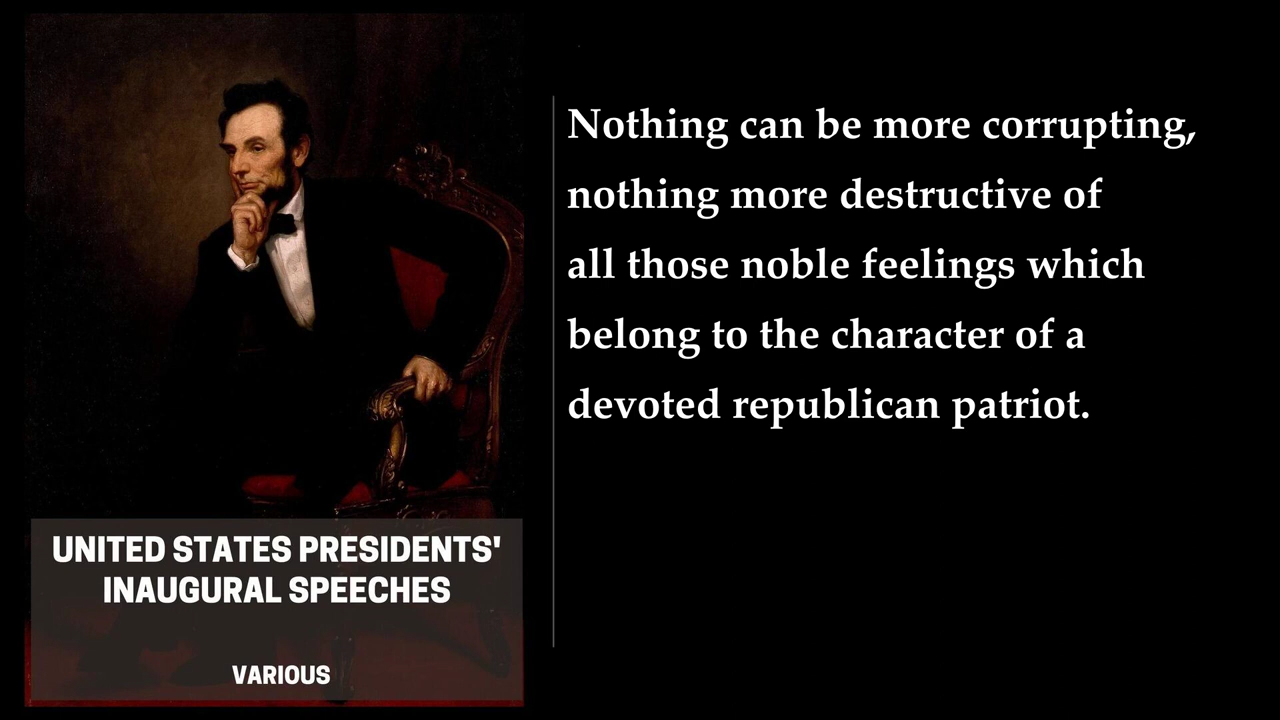 Nothing can be more corrupting,
nothing more destructive of
all those noble feelings which
belong to the character of a
devoted republican patriot.
UNITED STATES PRESIDENTS'
INAUGURAL SPEECHES
VARIOUS